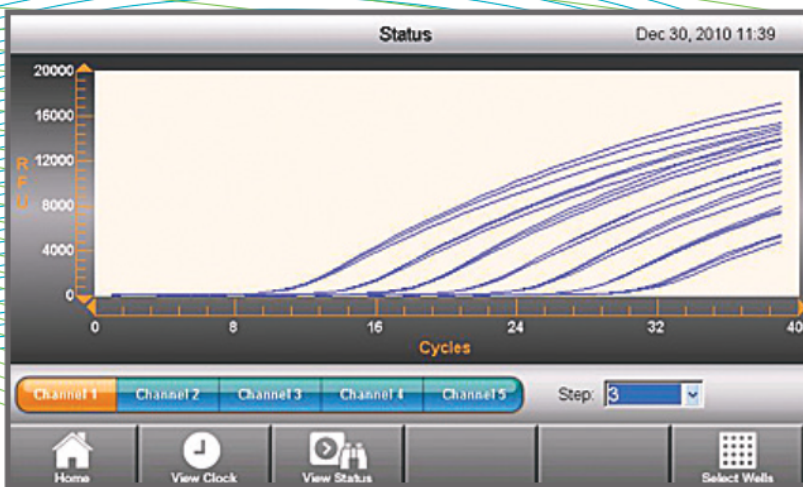 Status
Dec 30, 2010 11:39
20000
16000
12000
8000
4000
0
RFU
0 8 16 24 32 40
Cycles
Channel 1 Channel 2 Channel 3 Channel 4 Channel 5 Step: 3
Home View Clock View Status Select Wells